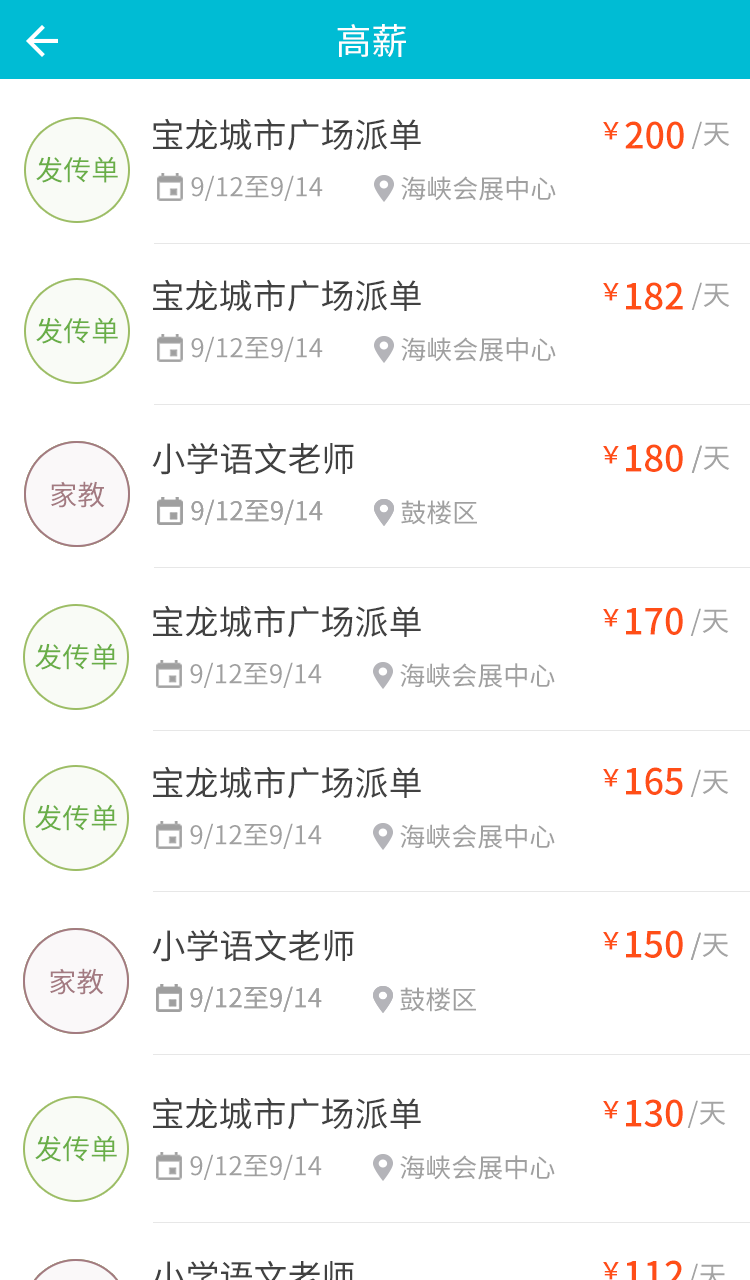 高薪
发传单
宝龙城市广场派单
¥200/天
9/12至9/14
海峡会展中心
发传单
宝龙城市广场派单
¥182/天
9/12至9/14
海峡会展中心
家教
小学语文老师
¥180/天
9/12至9/14
鼓楼区
发传单
宝龙城市广场派单
¥170/天
9/12至9/14
海峡会展中心
发传单
宝龙城市广场派单
¥165/天
9/12至9/14
海峡会展中心
家教
小学语文老师
¥150/天
9/12至9/14
鼓楼区
发传单
宝龙城市广场派单
¥130/天
9/12至9/14
海峡会展中心
小学语文老师
¥112/天